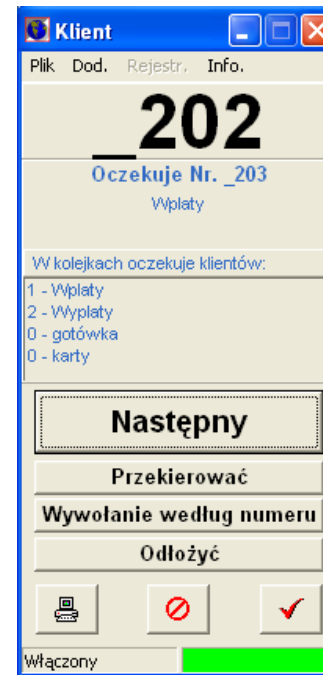 Klient
Plik Dod. Rejestr. Info.
_202
Oczekuje Nr. _203
Wpłaty
W kolejkach oczekuje klientów:
1 - Wpłaty
2 - Wypłaty
0 - gotówka
0 - karty
Następny
Przekierować
Wywołanie według numeru
Odłożyć
Włączony